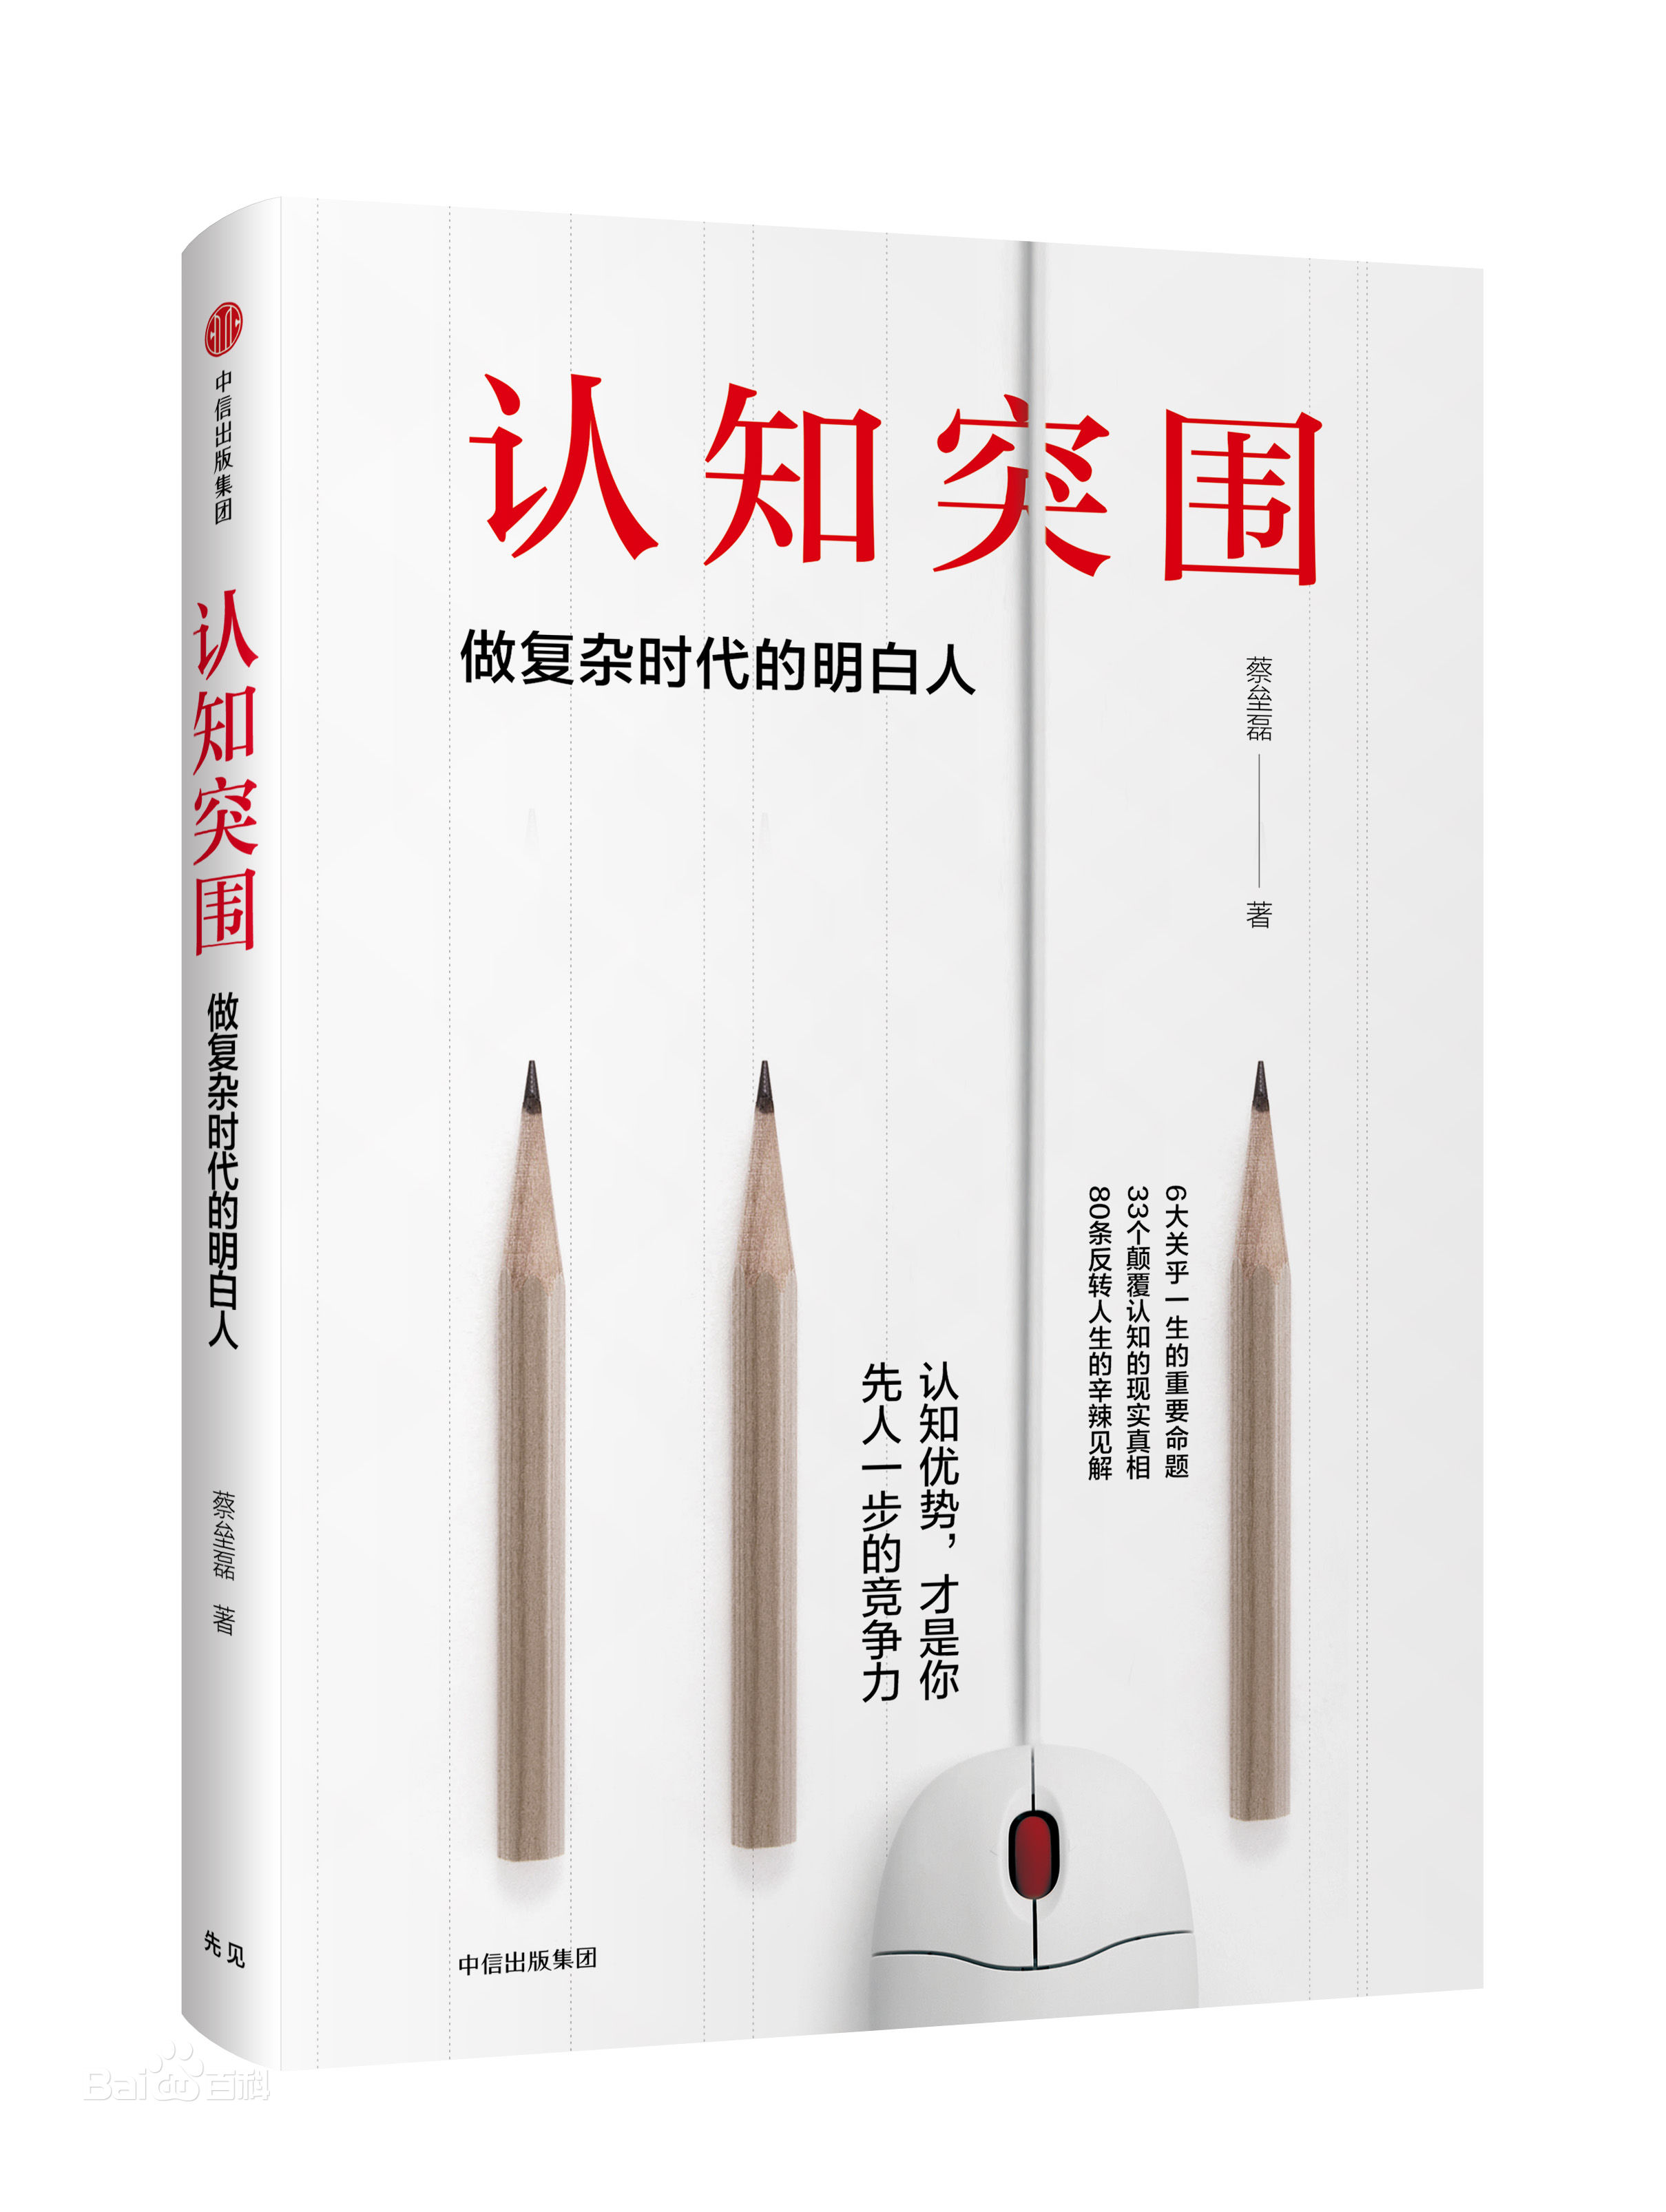 中信出版集团
认知突围
做复杂时代的明白人
蔡垒磊 著
先见
认知突围
做复杂时代的明白人
蔡垒磊
著
6大关乎一生的重要命题
33个颠覆认知的现实真相
80条反转人生的辛辣见解
认知优势，才是你
先人一步的竞争力
中信出版集团
Bai du 百科